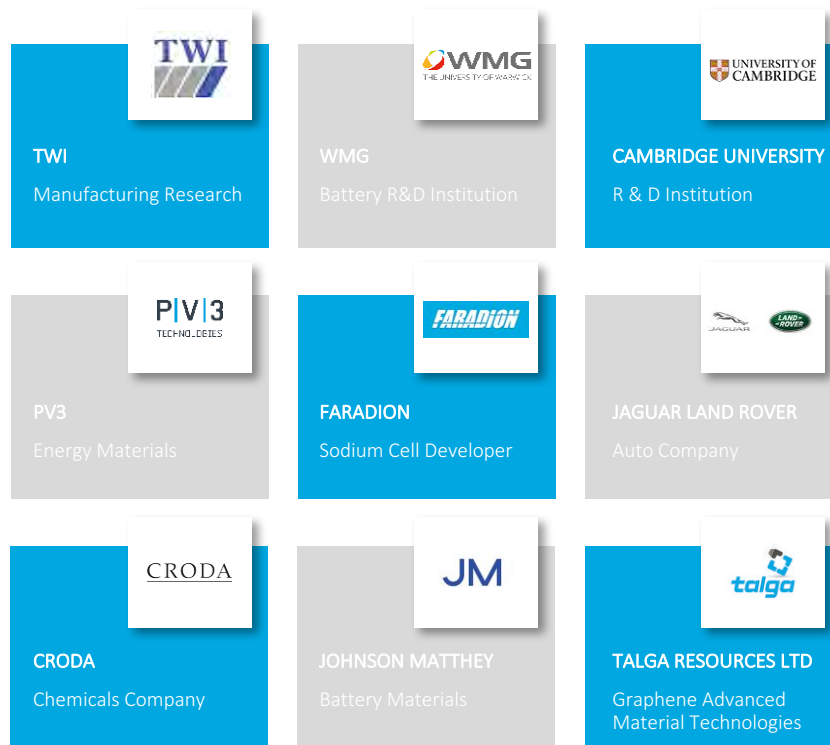 TWI
TWI
Manufacturing Research
WMG
THE UNIVERSITY OF WARWICK
WMG
Battery R&D Institution
UNIVERSITY OF
CAMBRIDGE
CAMBRIDGE UNIVERSITY
R & D Institution
P|V|3
TECHNOLOGIES
PV3
Energy Materials
FARADION
FARADION
Sodium Cell Developer
JAGUAR
LAND-
ROVER
JAGUAR LAND ROVER
Auto Company
CRODA
CRODA
Chemicals Company
JM
JOHNSON MATTHEY
Battery Materials
talga
TALGA RESOURCES LTD
Graphene Advanced
Material Technologies